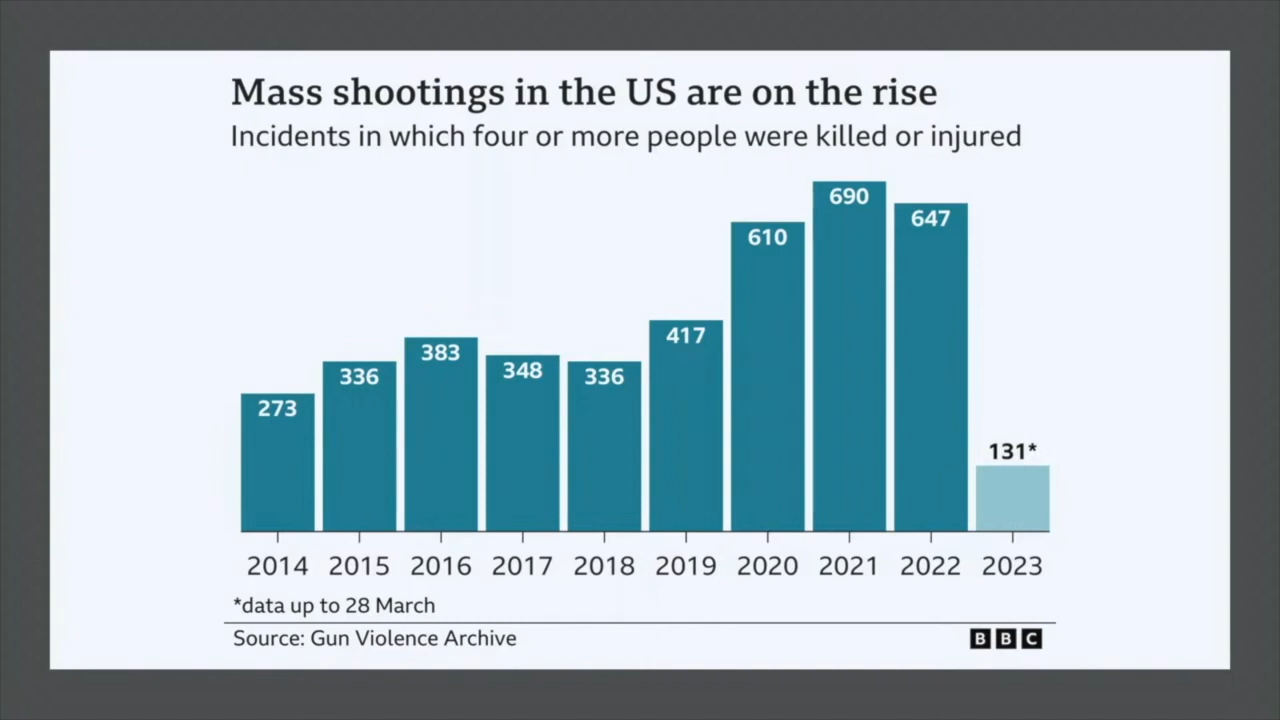 Mass shootings in the US are on the rise
Incidents in which four or more people were killed or injured
273
336
383
348
336
417
610
690
647
131*
2014 2015 2016 2017 2018 2019 2020 2021 2022 2023
*data up to 28 March
Source: Gun Violence Archive
BBC